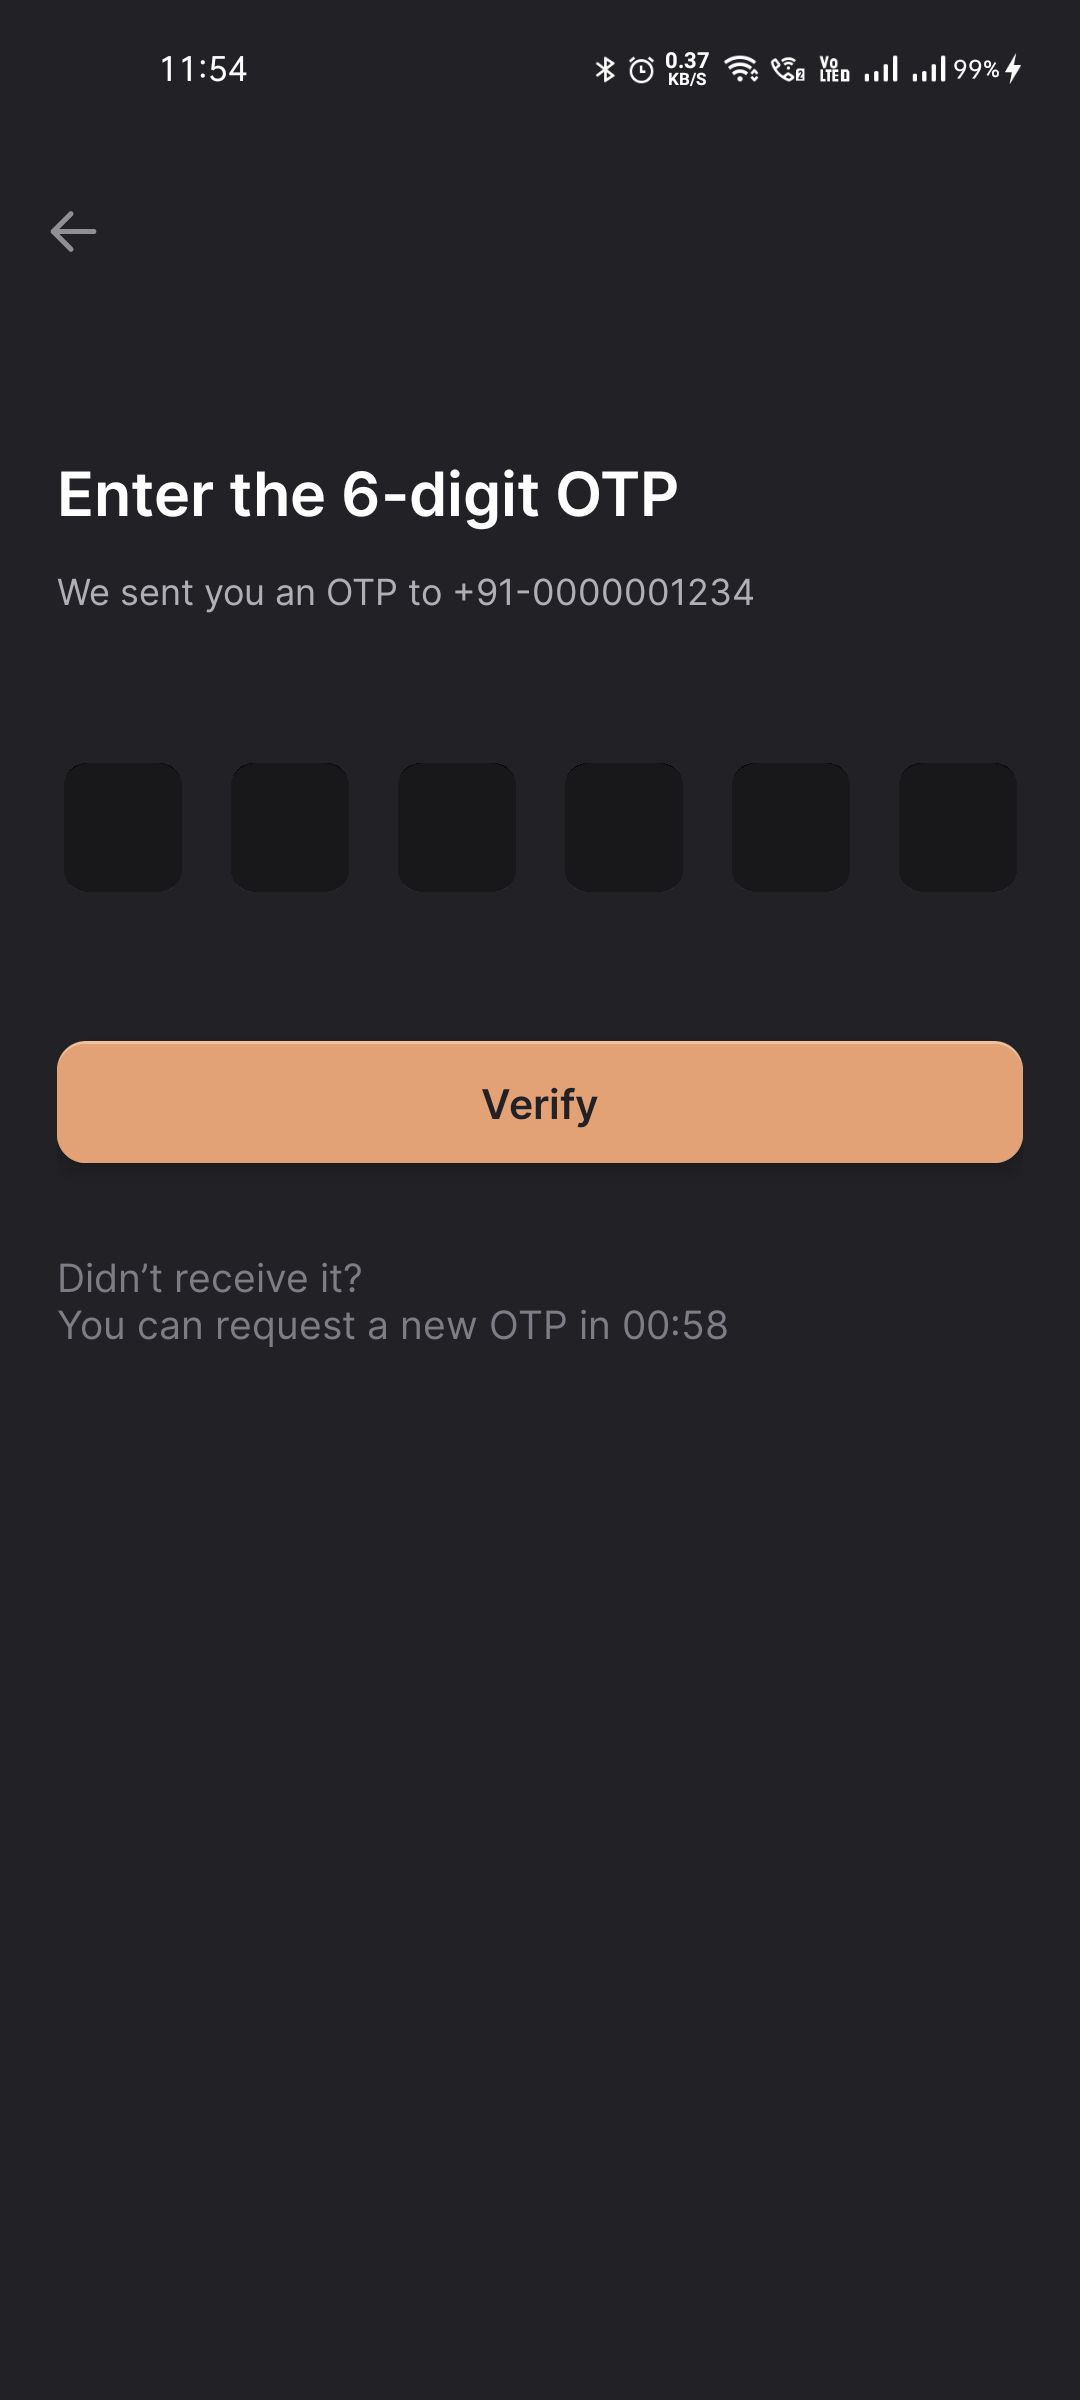 11:54 0.37 KB/S Vo LTE D 2 99%
Enter the 6-digit OTP
We sent you an OTP to +91-0000001234
Verify
Didn’t receive it?
You can request a new OTP in 00:58